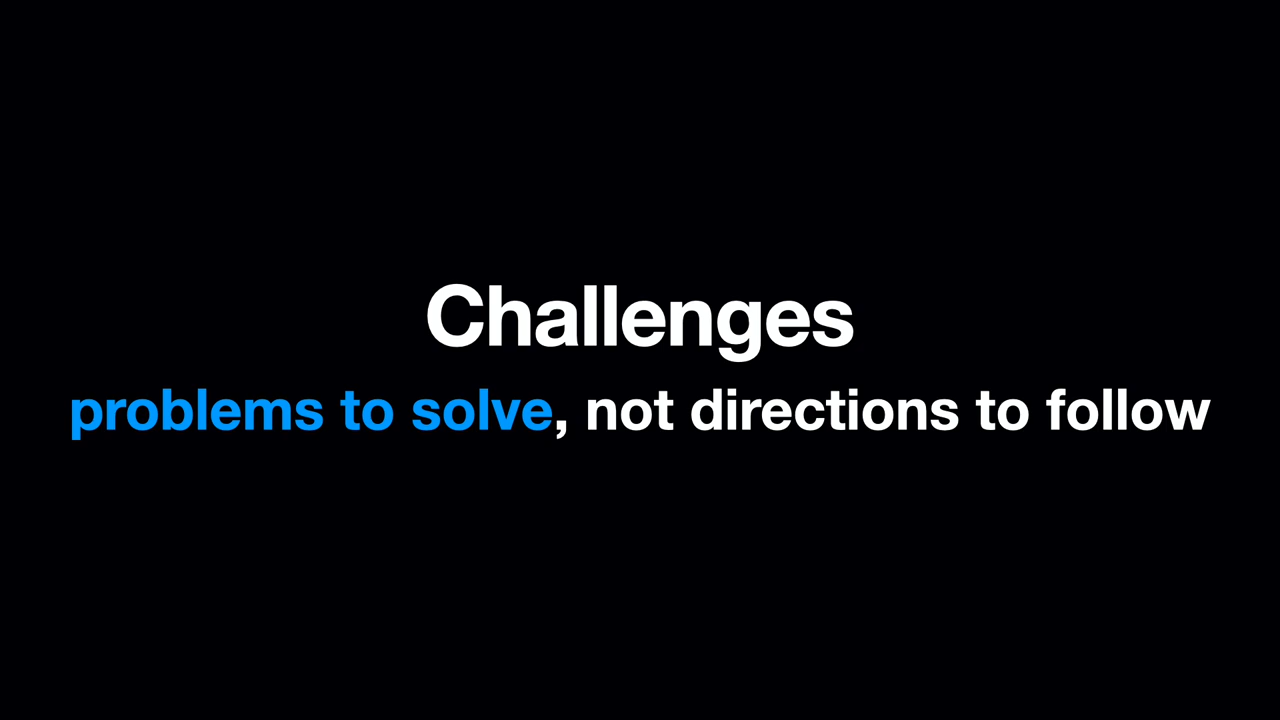 Challenges
problems to solve, not directions to follow